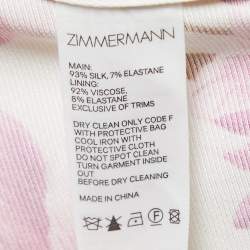 ZIMMERMANN
MAIN:
93% SILK, 7% ELASTANE
LINING:
92% VISCOSE,
8% ELASTANE
EXCLUSIVE OF TRIMS
DRY CLEAN ONLY CODE F
WITH PROTECTIVE BAG
COOL IRON WITH
PROTECTIVE CLOTH
DO NOT SPOT CLEAN
TURN GARMENT INSIDE
OUT
BEFORE DRY CLEANING
MADE IN CHINA
F